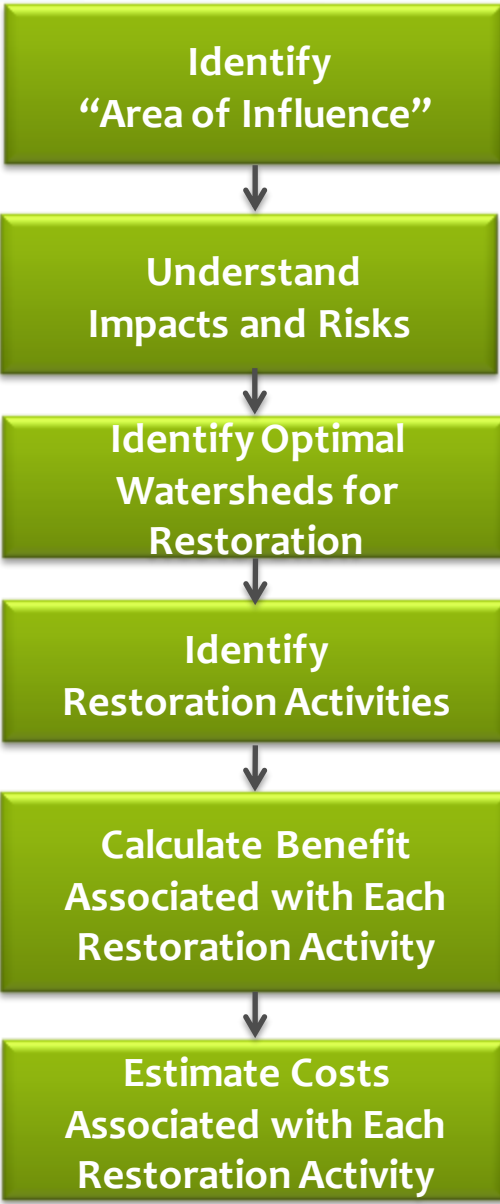 Identify
“Area of Influence”
Understand
Impacts and Risks
Identify Optimal
Watersheds for
Restoration
Identify
Restoration Activities
Calculate Benefit
Associated with Each
Restoration Activity
Estimate Costs
Associated with Each
Restoration Activity